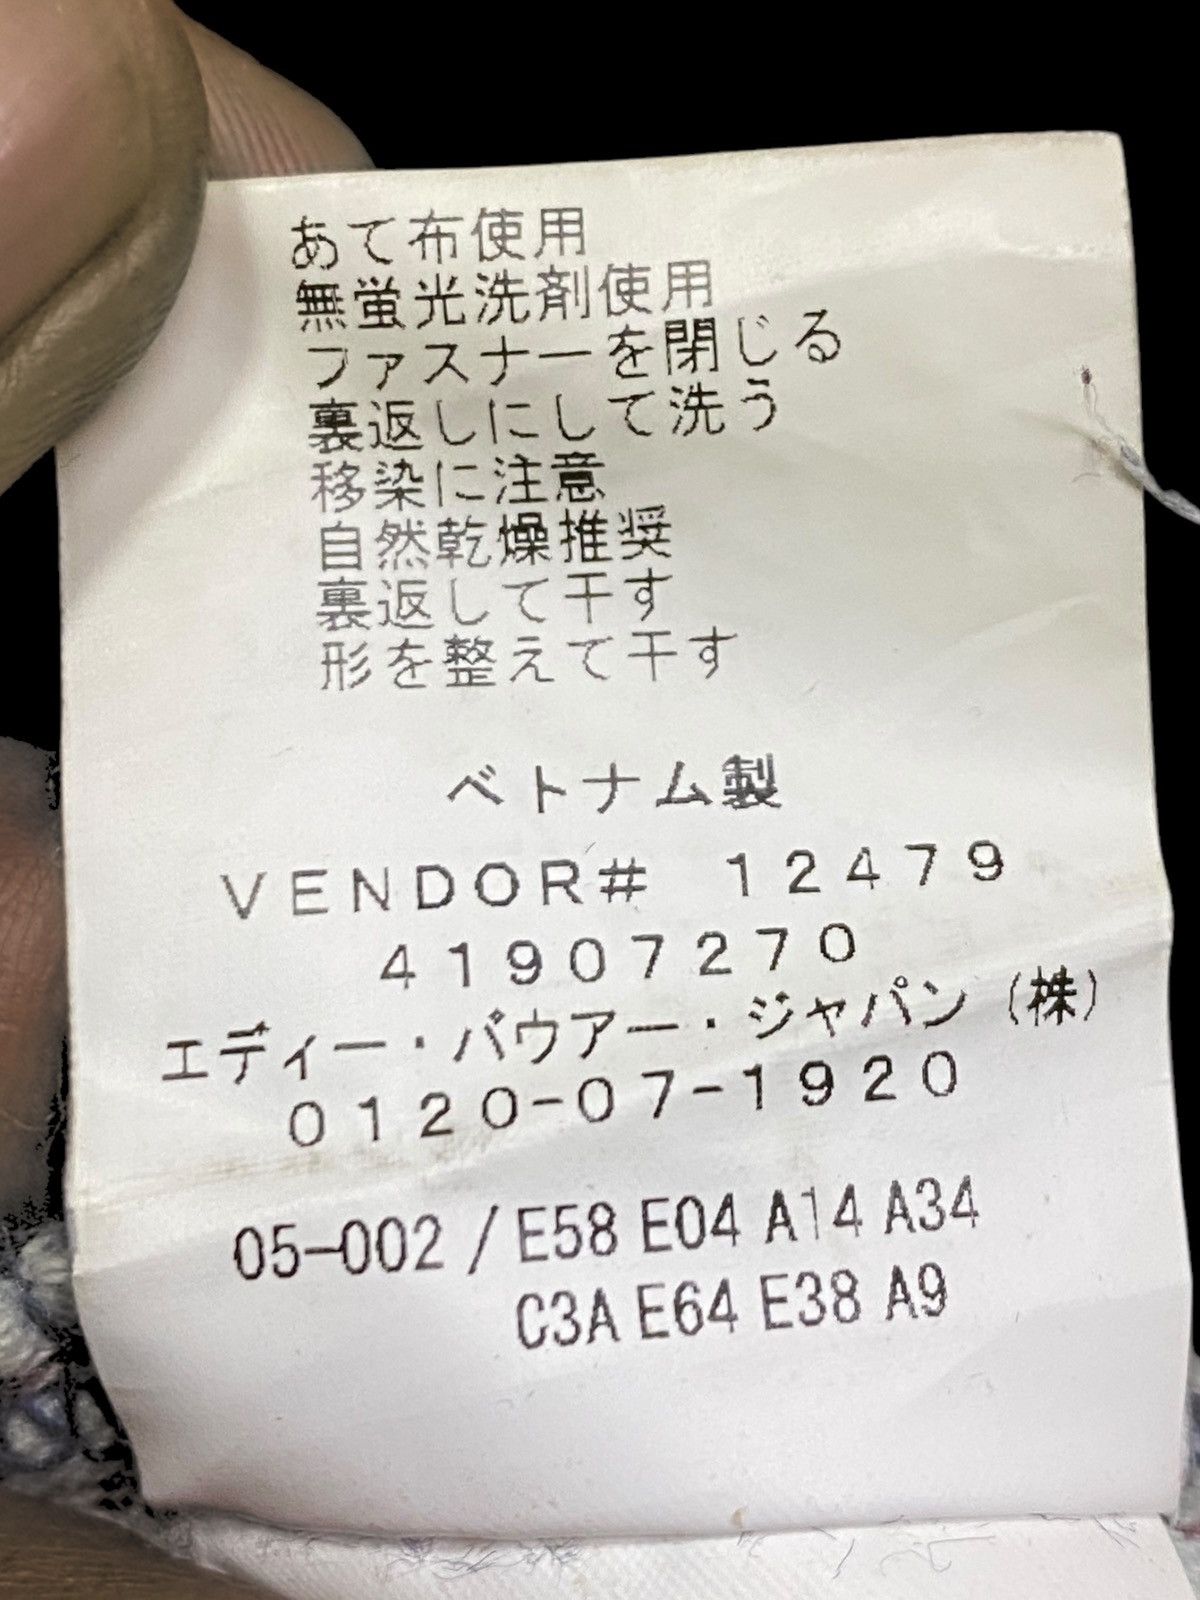 あて布使用
無蛍光洗剤使用
ファスナーを閉じる
裏返しにして洗う
移染に注意
自然乾燥推奨
裏返して干す
形を整えて干す
ベトナム製
VENDOR# 12479
41907270
エディー・バウアー・ジャパン(株)
0120-07-1920
05-002 / E58 E04 A14 A34
C3A E64 E38 A9